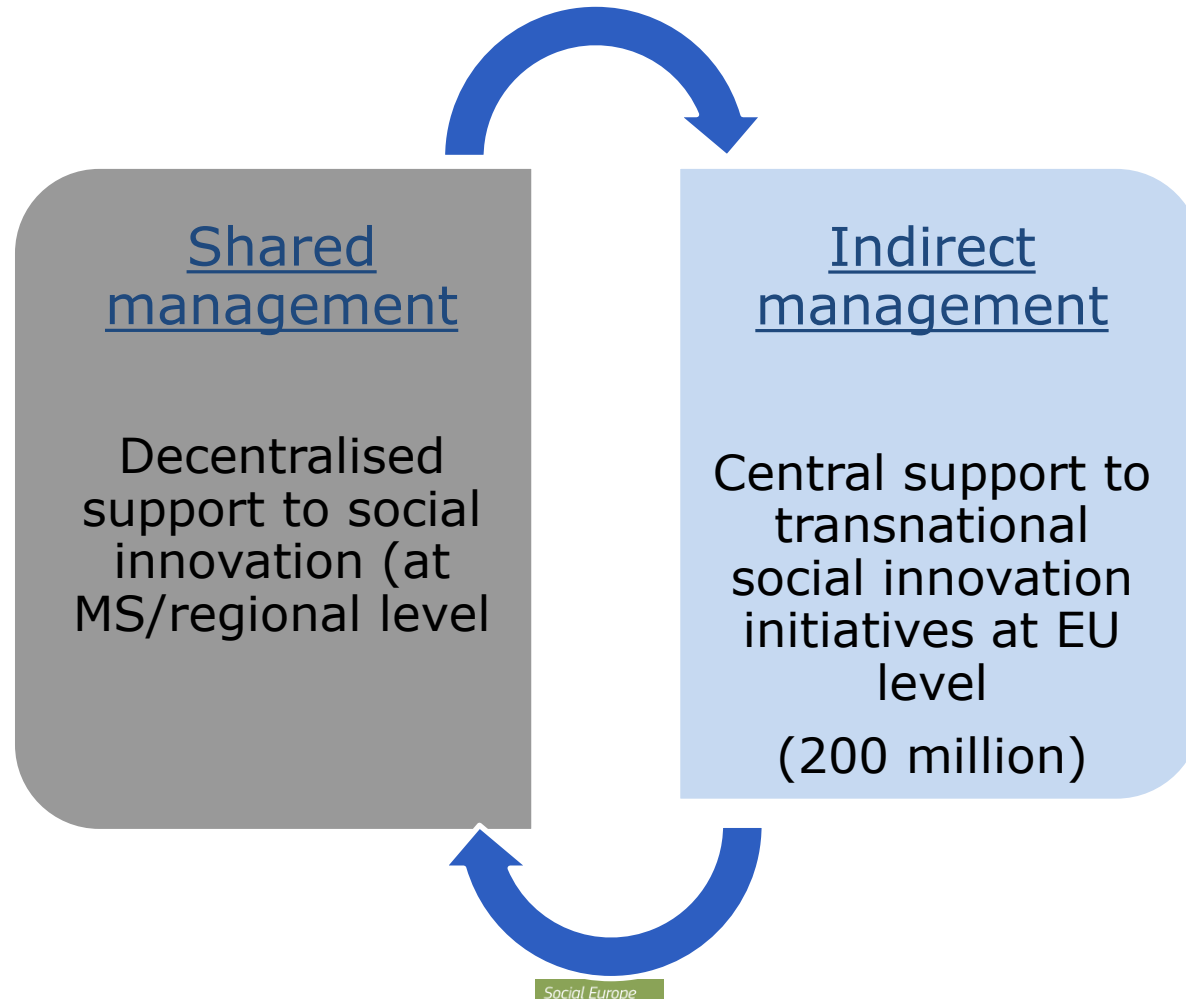 Shared
management
Decentralised
support to social
innovation (at
MS/regional level
Indirect
management
Central support to
transnational
social innovation
initiatives at EU
level
(200 million)
Social Europe